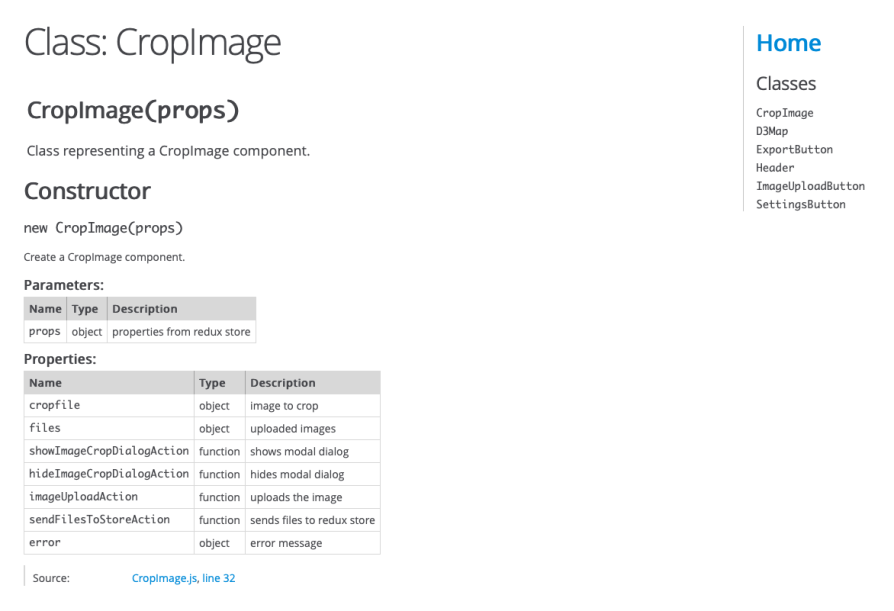 Class: CropImage
CropImage(props)
Class representing a CropImage component.
Constructor
new CropImage(props)
Create a CropImage component.
Parameters:
Name Type Description
props object properties from redux store
Properties:
Name Type Description
cropfile object image to crop
files object uploaded images
showImageCropDialogAction function shows modal dialog
hideImageCropDialogAction function hides modal dialog
imageUploadAction function uploads the image
sendFilesToStoreAction function sends files to redux store
error object error message
Source: CropImage.js, line 32
Home
Classes
CropImage
D3Map
ExportButton
Header
ImageUploadButton
SettingsButton